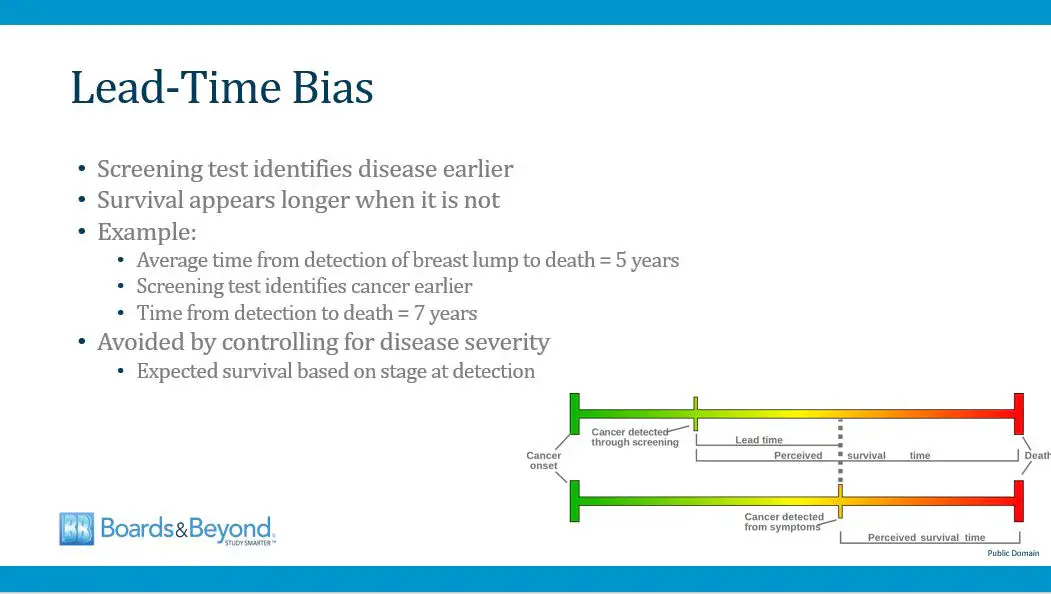 Lead-Time Bias
• Screening test identifies disease earlier
• Survival appears longer when it is not
• Example:
• Average time from detection of breast lump to death = 5 years
• Screening test identifies cancer earlier
• Time from detection to death = 7 years
• Avoided by controlling for disease severity
• Expected survival based on stage at detection
Cancer detected
through screening
Lead time
Perceived survival time
Cancer
onset
Death
Cancer detected
from symptoms
Perceived survival time
Public Domain
BB Boards&Beyond.
STUDY SMARTER™